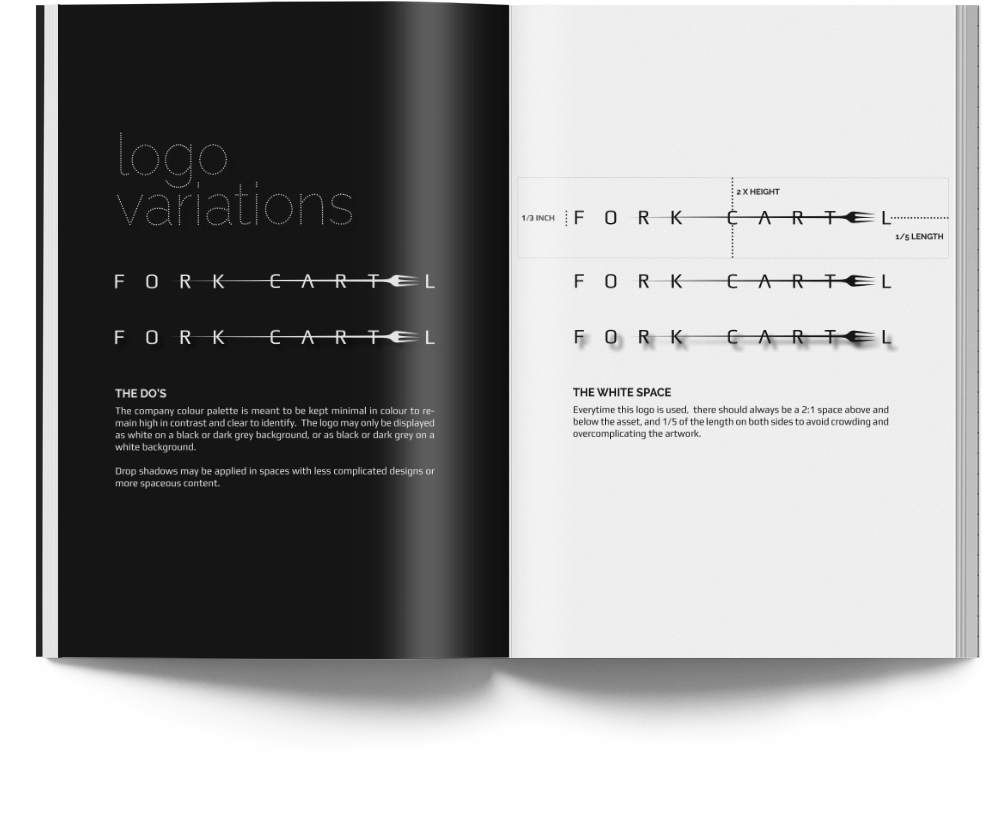 logo
variations
FORK CARTEL
FORK CARTEL
THE DO'S
The company colour palette is meant to be kept minimal in colour to re-
main high in contrast and clear to identify. The logo may only be displayed
as white on a black or dark grey background, or as black or dark grey on a
white background.
Drop shadows may be applied in spaces with less complicated designs or
more spaceous content.
2 X HEIGHT
1/3 INCH
FORK CARTEL
1/5 LENGTH
FORK CARTEL
FORK CARTEL
THE WHITE SPACE
Everytime this logo is used, there should always be a 2:1 space above and
below the asset, and 1/5 of the length on both sides to avoid crowding and
overcomplicating the artwork.